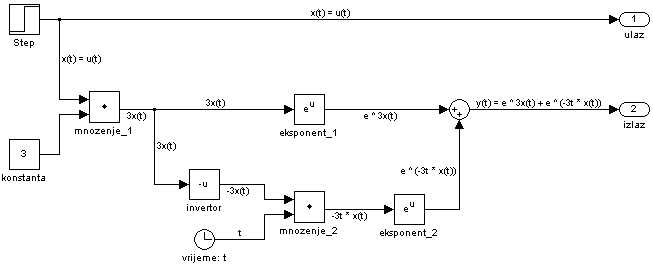 x(t) = u(t)
1
ulaz
Step
x(t) = u(t)
mnozenje_1
3x(t)
3x(t)
e^u
eksponent_1
e ^ 3x(t)
+
+
y(t) = e ^ 3x(t) + e ^ (-3t * x(t))
2
izlaz
3
konstanta
3x(t)
-u
invertor
-3x(t)
mnozenje_2
-3t * x(t)
e^u
eksponent_2
e ^ (-3t * x(t))
t
vrijeme: t